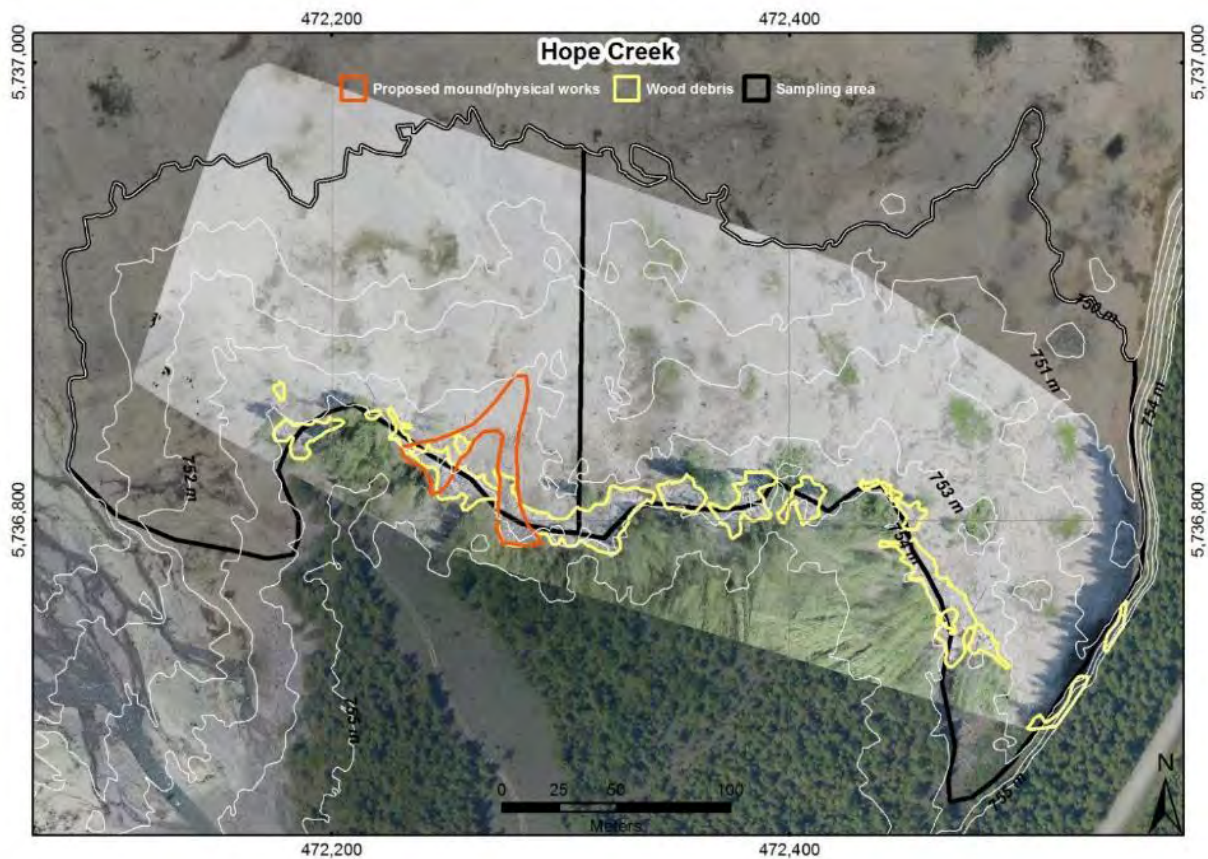 472,200 472,400
5,737,000 5,737,000
Hope Creek
Proposed mound/physical works Wood debris Sampling area
750 m
751 m
754 m
752 m
753 m
5,736,800 5,736,800
754 m
755 m
755 m
0 25 50 100
Meters
N
472,200 472,400